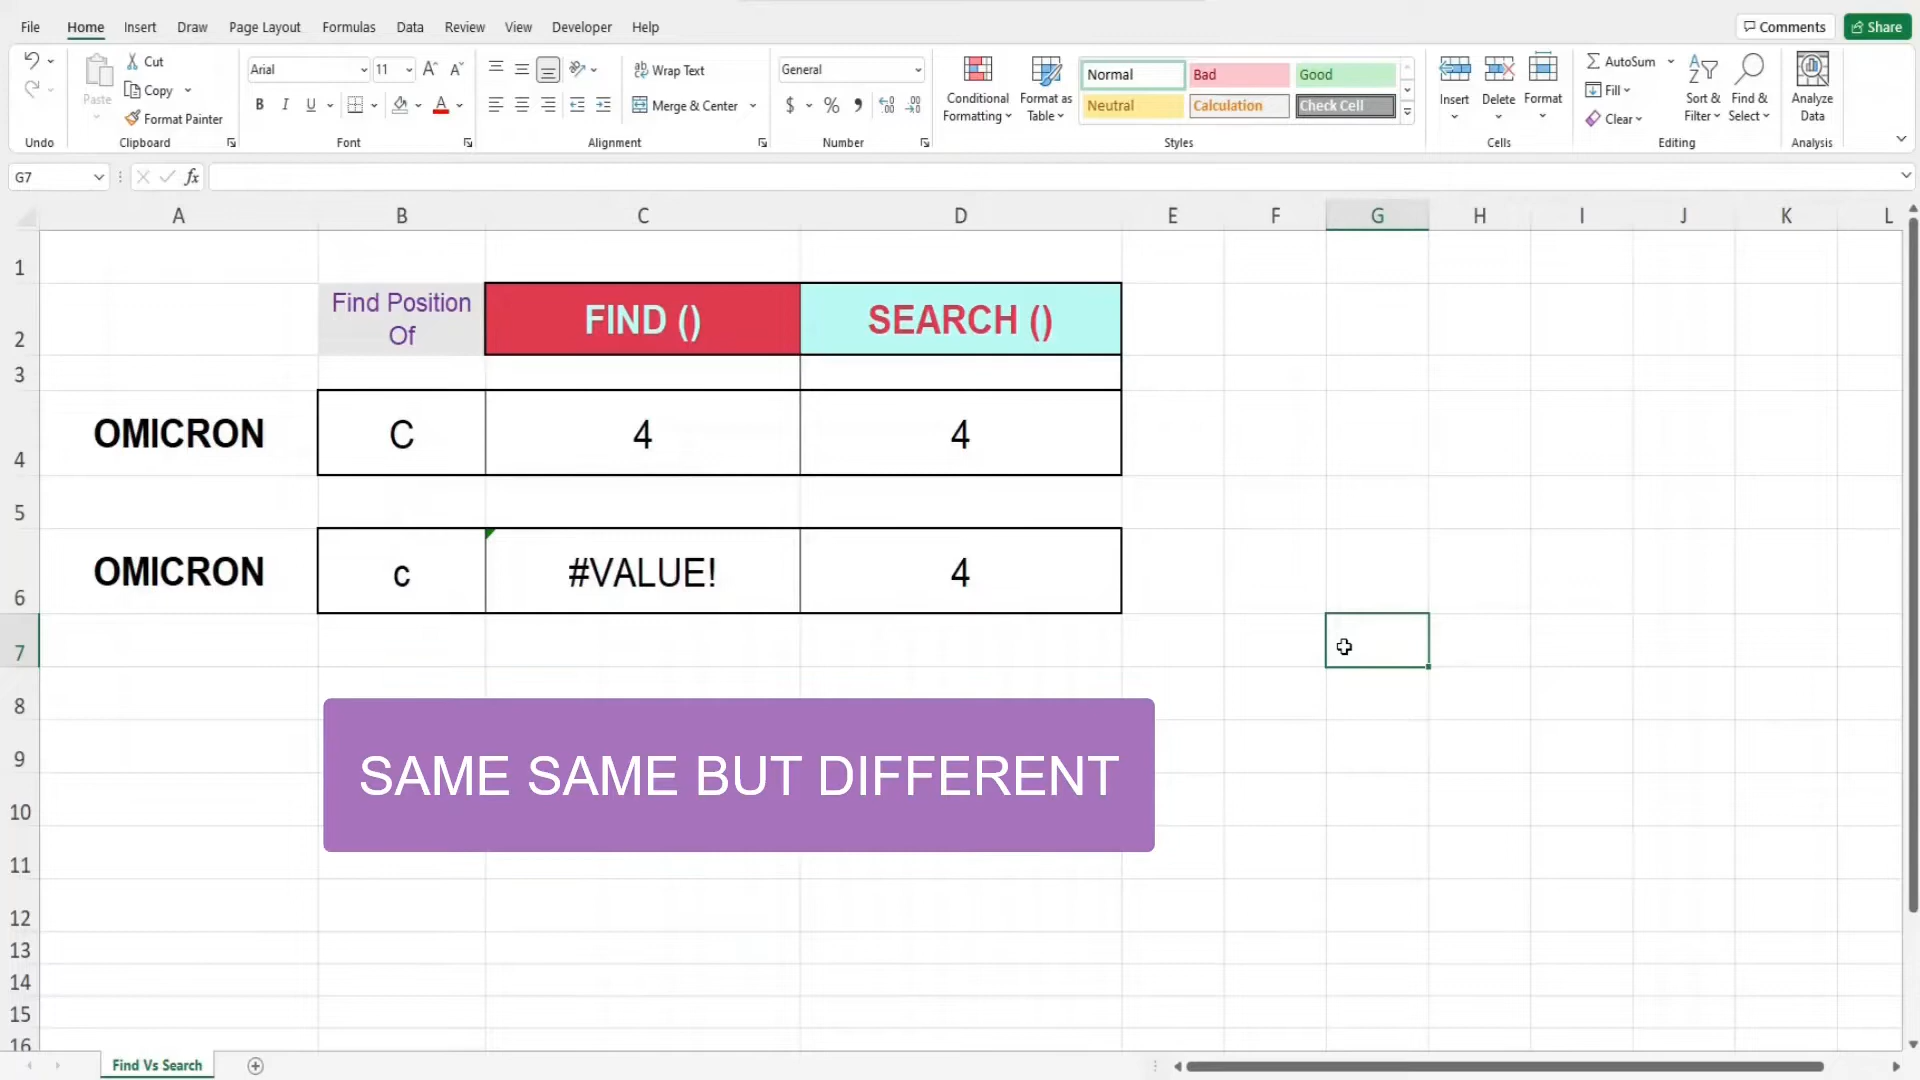 File Home Insert Draw Page Layout Formulas Data Review View Developer Help Comments Share
Cut
Copy
Format Painter
Paste
Arial 11
B I U
Wrap Text
Merge & Center
General
$ % ,
Conditional Formatting
Format as Table
Normal Bad Good
Neutral Calculation Check Cell
Insert Delete Format
AutoSum
Fill
Clear
Sort & Filter
Find & Select
Analyze Data
Undo Clipboard Font Alignment Number Styles Cells Editing Analysis
G7 fx
A B C D E F G H I J K L
1
2 Find Position Of FIND () SEARCH ()
3
4 OMICRON C 4 4
5
6 OMICRON c #VALUE! 4
7
8
9 SAME SAME BUT DIFFERENT
10
11
12
13
14
15
16
Find Vs Search